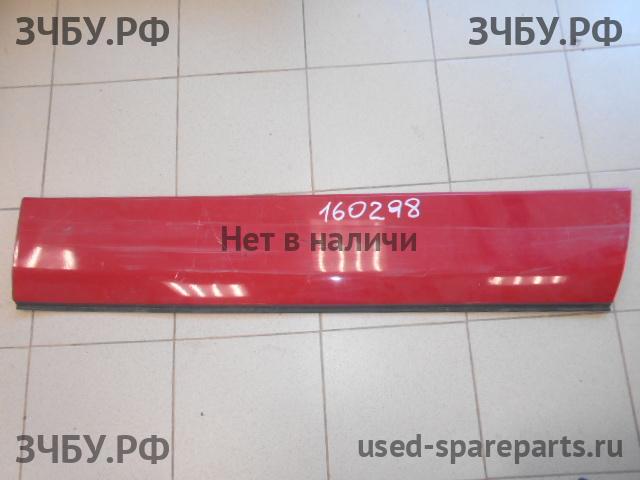 ЗЧБУ.РФ
ЗЧБУ.РФ
160298
Нет в наличи
ЗЧБУ.РФ
used-spareparts.ru